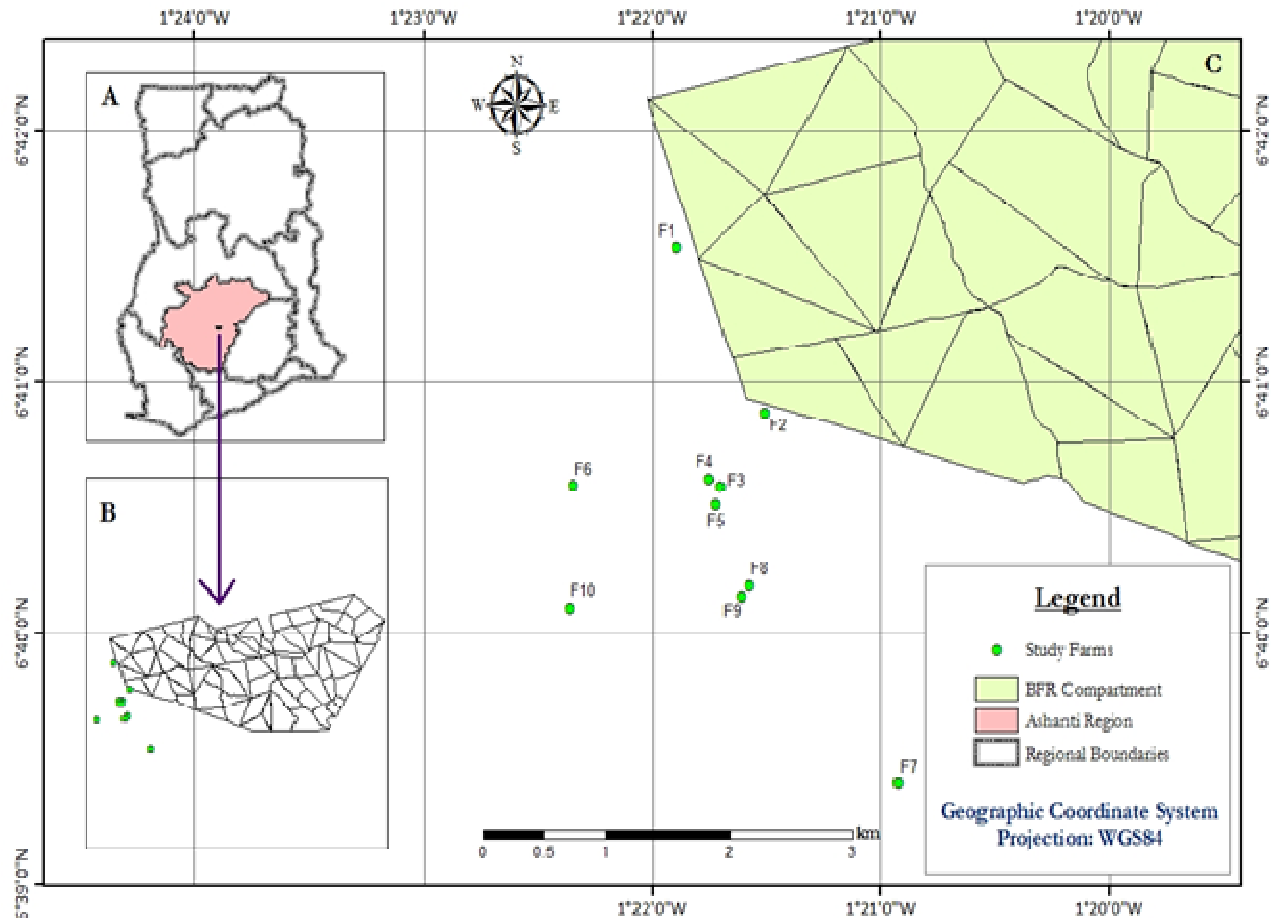 1°24'0"W 1°23'0"W 1°22'0"W 1°21'0"W 1°20'0"W
A
N
W E
S
C
6°42'0"N 6°42'0"N
F1
6°41'0"N 6°41'0"N
F2
F6
F4
F3
F5
B
F8
F10
F9
6°40'0"N 6°40'0"N
Legend
Study Farms
BFR Compartment
Ashanti Region
Regional Boundaries
F7
Geographic Coordinate System
Projection: WGS84
km
0 0.5 1 2 3
6°39'0"N
1°22'0"W 1°21'0"W 1°20'0"W